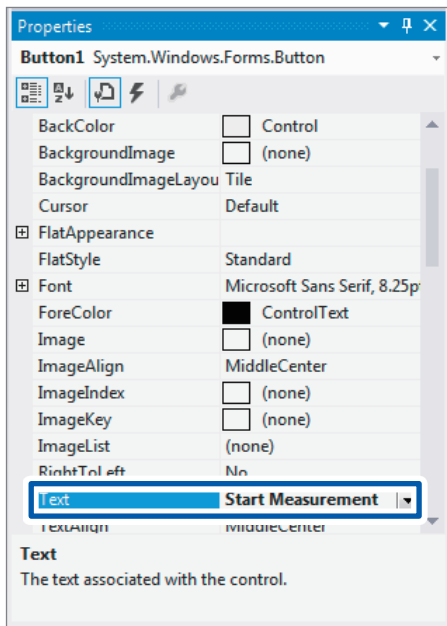 Properties
Button1 System.Windows.Forms.Button
BackColor Control
BackgroundImage (none)
BackgroundImageLayou Tile
Cursor Default
FlatAppearance
FlatStyle Standard
Font Microsoft Sans Serif, 8.25p
ForeColor ControlText
Image (none)
ImageAlign MiddleCenter
ImageIndex (none)
ImageKey (none)
ImageList (none)
RightToLeft No
Text Start Measurement
TextAlign MiddleCenter
Text
The text associated with the control.